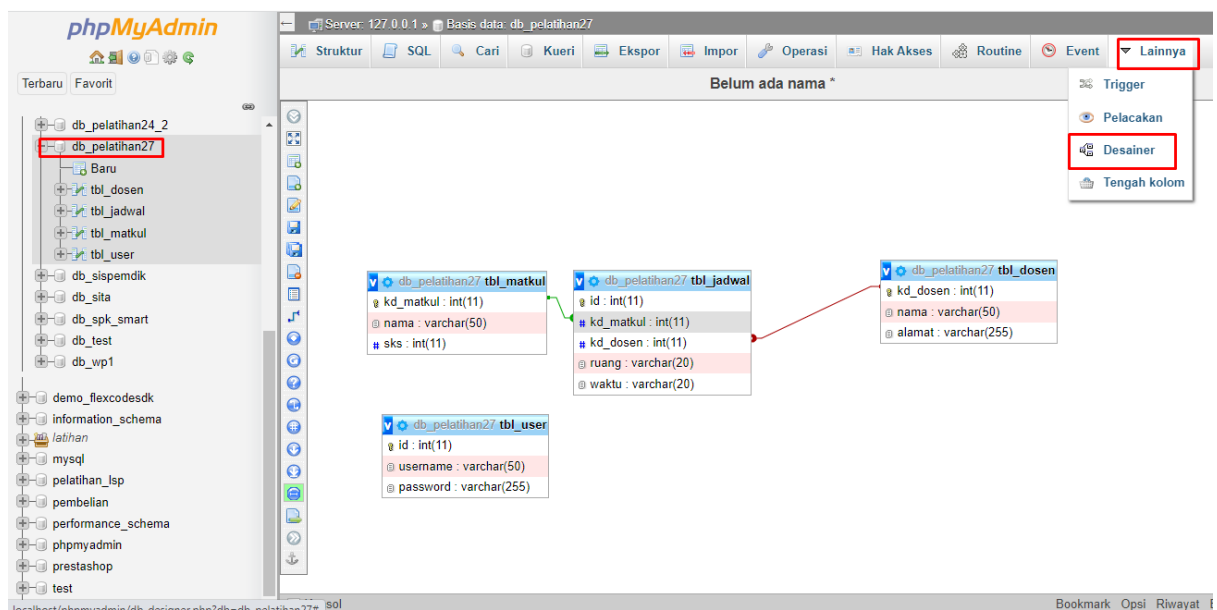 phpMyAdmin
Terbaru Favorit
db_pelatihan24_2
db_pelatihan27
Baru
tbl_dosen
tbl_jadwal
tbl_matkul
tbl_user
db_sispemdik
db_sita
db_spk_smart
db_test
db_wp1
demo_flexcodesdk
information_schema
latihan
mysql
pelatihan_lsp
pembelian
performance_schema
phpmyadmin
prestashop
test
Server: 127.0.0.1 » Basis data: db_pelatihan27
Struktur SQL Cari Kueri Ekspor Impor Operasi Hak Akses Routine Event Lainnya
Belum ada nama *
Trigger
Pelacakan
Desainer
Tengah kolom
db_pelatihan27 tbl_matkul
kd_matkul : int(11)
nama : varchar(50)
sks : int(11)
db_pelatihan27 tbl_jadwal
id : int(11)
kd_matkul : int(11)
kd_dosen : int(11)
ruang : varchar(20)
waktu : varchar(20)
db_pelatihan27 tbl_dosen
kd_dosen : int(11)
nama : varchar(50)
alamat : varchar(255)
db_pelatihan27 tbl_user
id : int(11)
username : varchar(50)
password : varchar(255)
Bookmark Opsi Riwayat